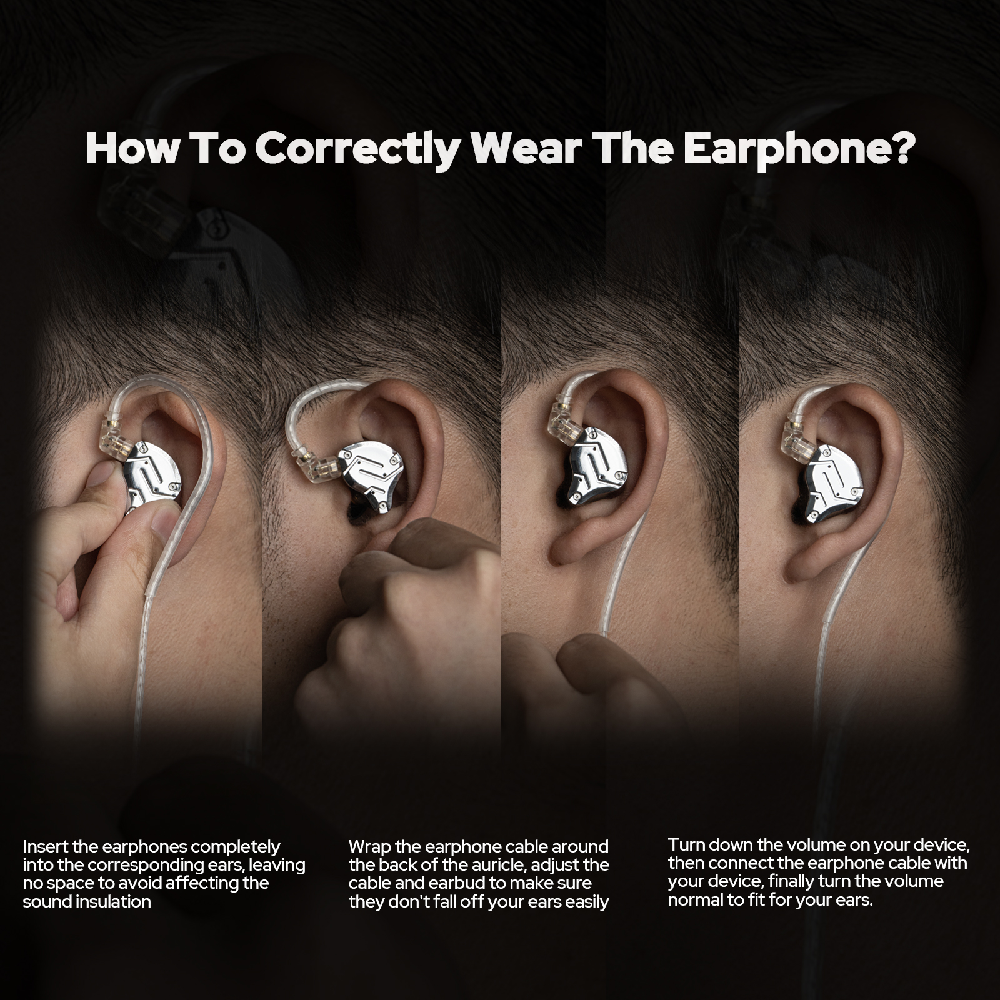 How To Correctly Wear The Earphone?
Insert the earphones completely
into the corresponding ears, leaving
no space to avoid affecting the
sound insulation
Wrap the earphone cable around
the back of the auricle, adjust the
cable and earbud to make sure
they don't fall off your ears easily
Turn down the volume on your device,
then connect the earphone cable with
your device, finally turn the volume
normal to fit for your ears.